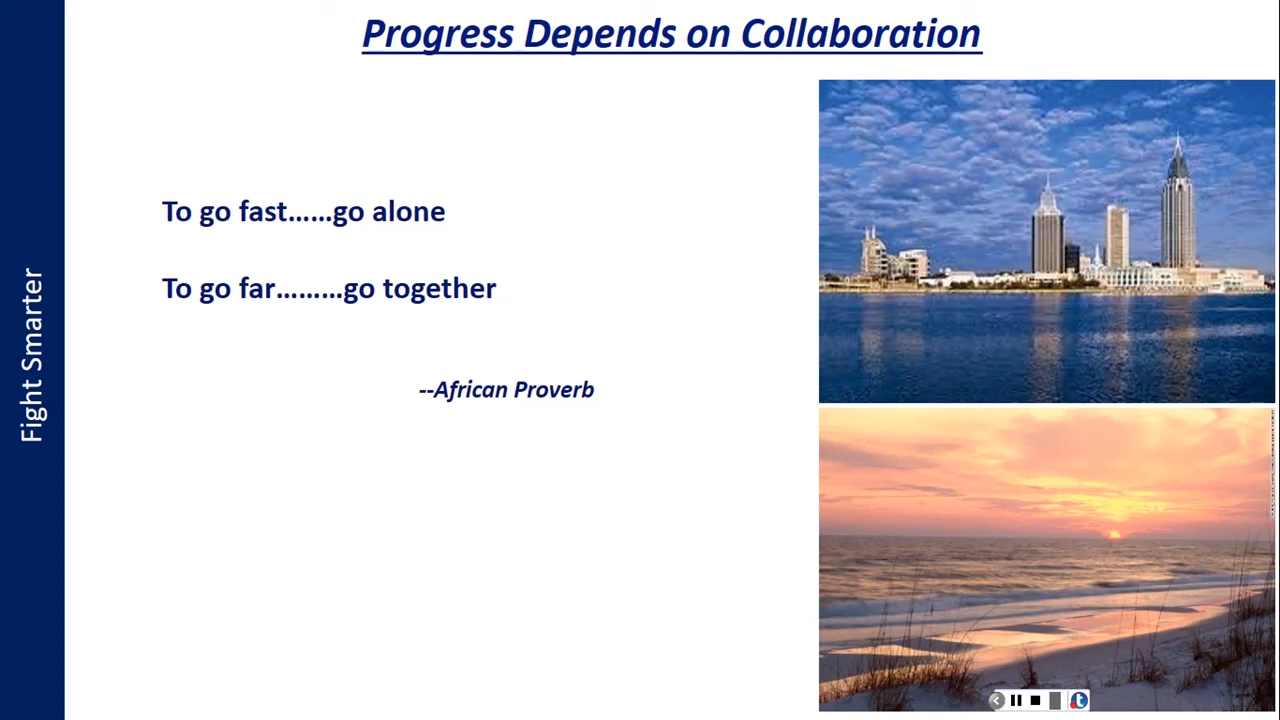 Progress Depends on Collaboration
To go fast……go alone
To go far………go together
--African Proverb
Fight Smarter